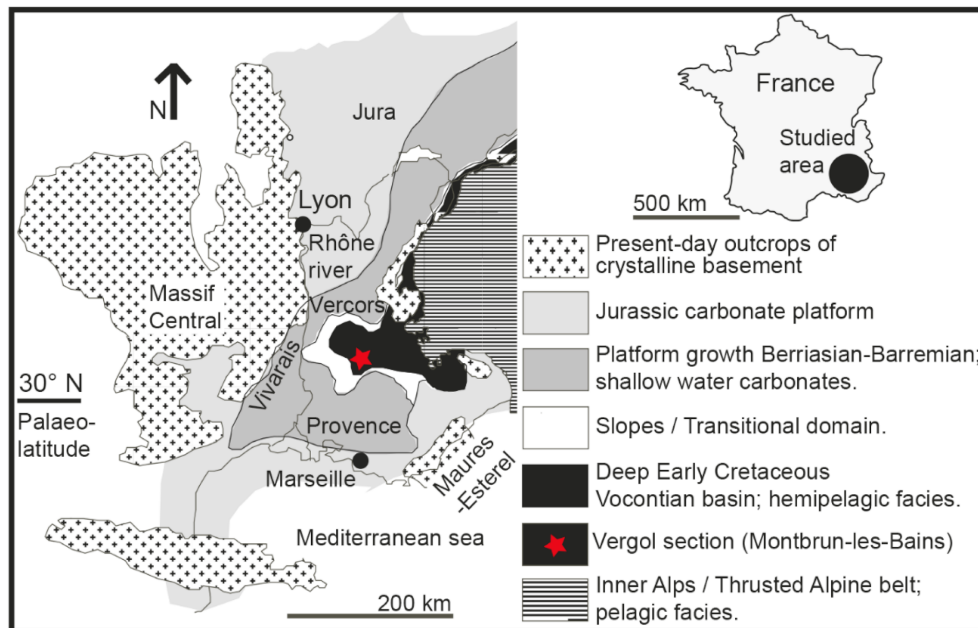 N
Jura
Lyon
Rhône
river
Massif
Central
Vercors
30° N
Palaeo-
latitude
Vivarais
Provence
Marseille
Maures
-Esterel
Mediterranean sea
200 km
France
Studied
area
500 km
Present-day outcrops of
crystalline basement
Jurassic carbonate platform
Platform growth Berriasian-Barremian;
shallow water carbonates.
Slopes / Transitional domain.
Deep Early Cretaceous
Vocontian basin; hemipelagic facies.
Vergol section (Montbrun-les-Bains)
Inner Alps / Thrusted Alpine belt;
pelagic facies.